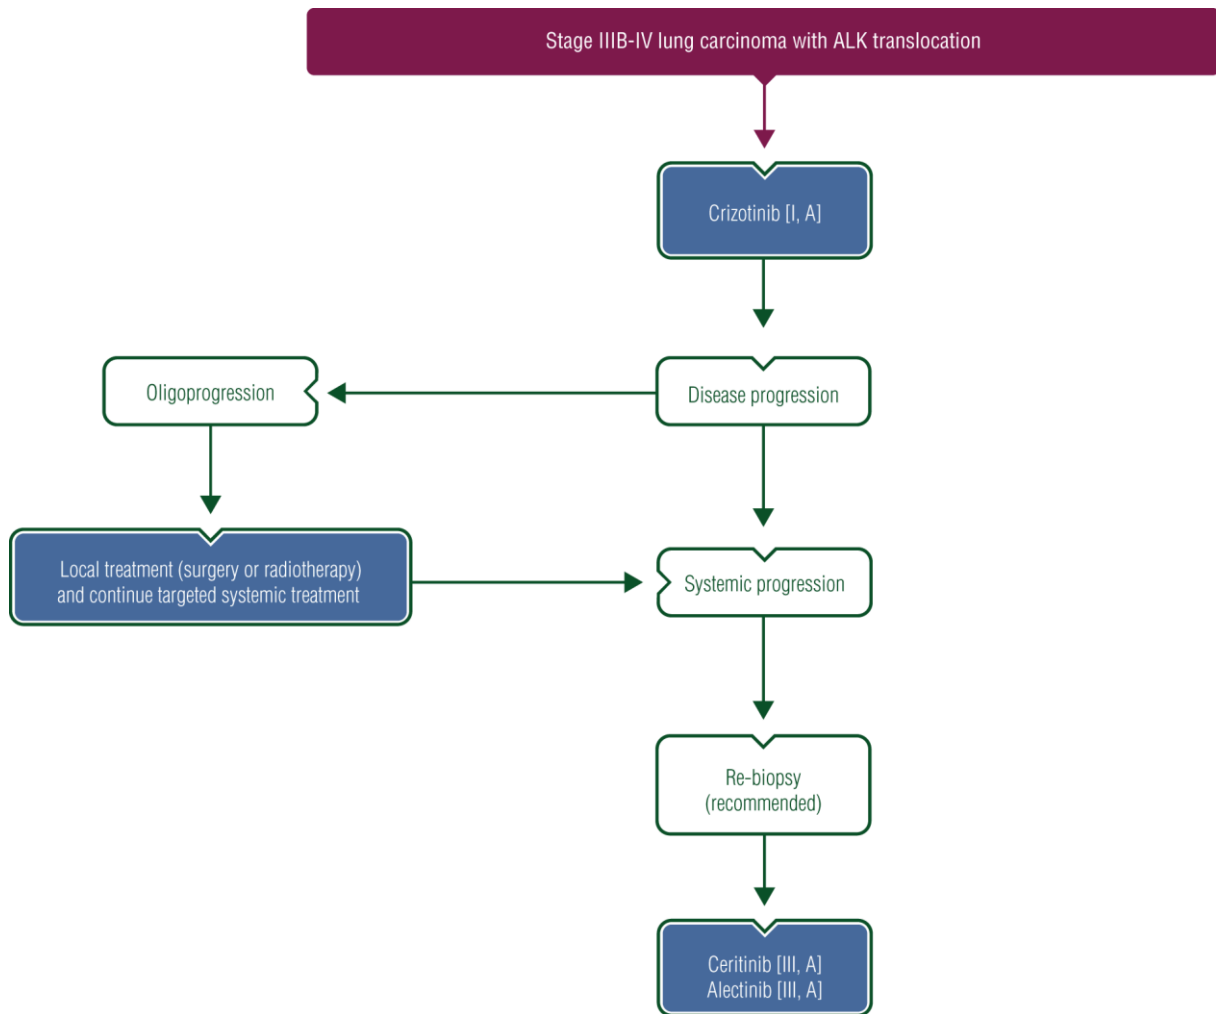 Stage IIIB-IV lung carcinoma with ALK translocation
Crizotinib [I, A]
Oligoprogression
Disease progression
Local treatment (surgery or radiotherapy)
and continue targeted systemic treatment
Systemic progression
Re-biopsy
(recommended)
Ceritinib [III, A]
Alectinib [III, A]